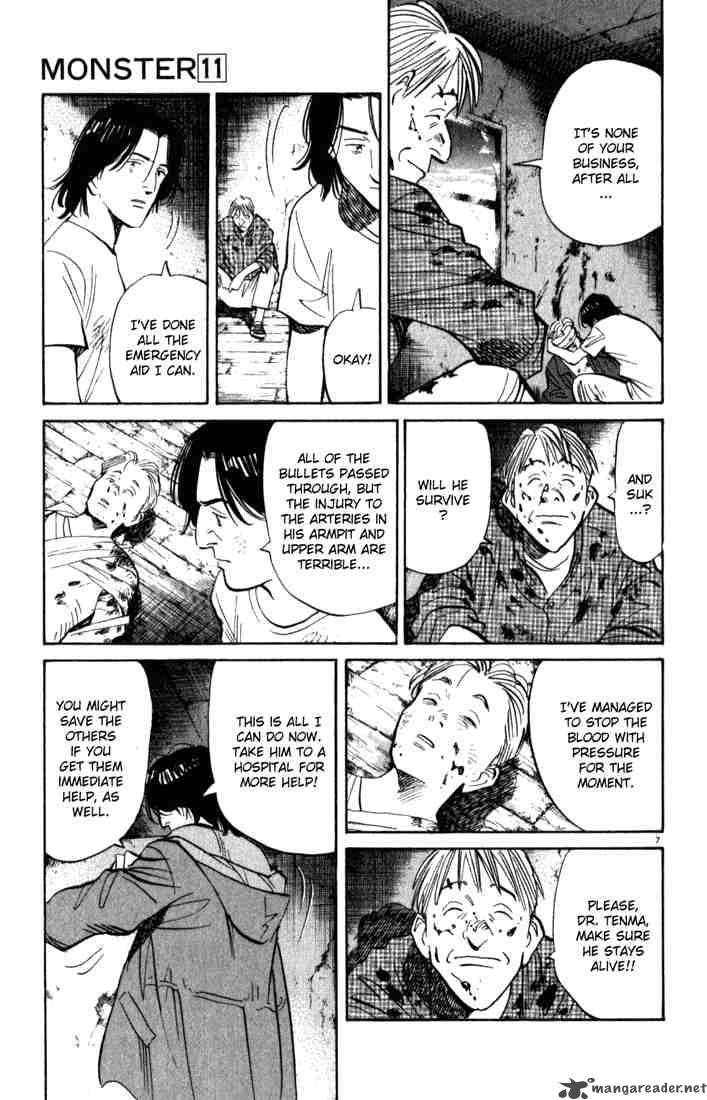 MONSTER 11
IT'S NONE
OF YOUR
BUSINESS,
AFTER ALL
...
OKAY!
I'VE DONE
ALL THE
EMERGENCY
AID I CAN.
AND
SUK
...?
WILL HE
SURVIVE
?
ALL OF THE
BULLETS PASSED
THROUGH, BUT
THE INJURY TO
THE ARTERIES IN
HIS ARMPIT AND
UPPER ARM ARE
TERRIBLE...
I'VE MANAGED
TO STOP THE
BLOOD WITH
PRESSURE
FOR THE
MOMENT.
7
PLEASE,
DR. TENMA,
MAKE SURE
HE STAYS
ALIVE!!
THIS IS ALL I
CAN DO NOW.
TAKE HIM TO A
HOSPITAL FOR
MORE HELP!
YOU MIGHT
SAVE THE
OTHERS
IF YOU
GET THEM
IMMEDIATE
HELP, AS
WELL.
mangareader.net